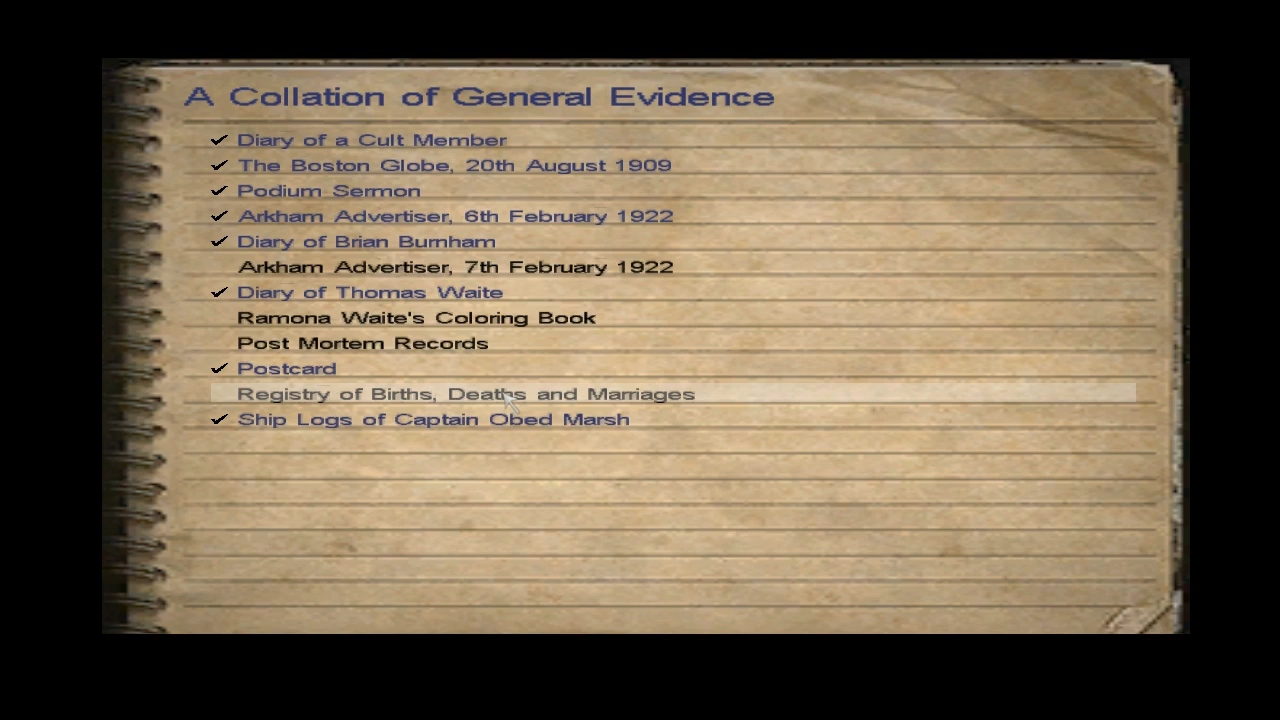 A Collation of General Evidence
✓ Diary of a Cult Member
✓ The Boston Globe, 20th August 1909
✓ Podium Sermon
✓ Arkham Advertiser, 6th February 1922
✓ Diary of Brian Burnham
Arkham Advertiser, 7th February 1922
✓ Diary of Thomas Waite
Ramona Waite's Coloring Book
Post Mortem Records
✓ Postcard
Registry of Births, Deaths and Marriages
✓ Ship Logs of Captain Obed Marsh